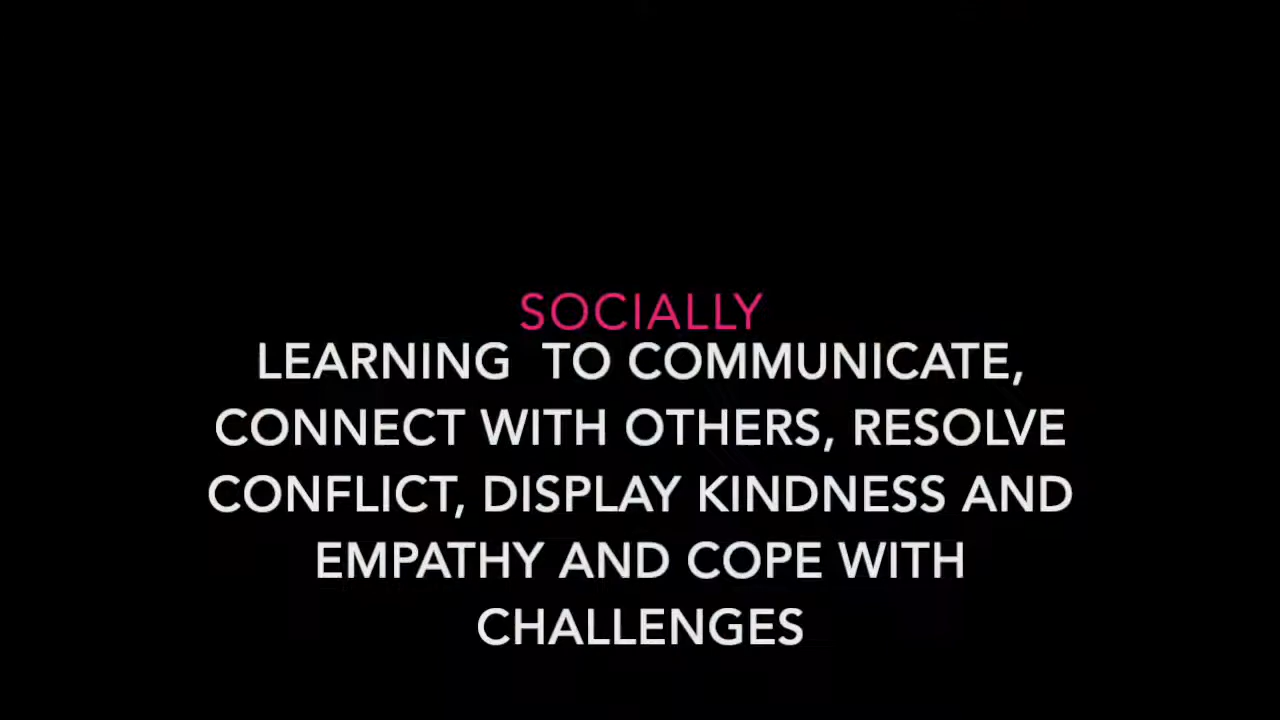 SOCIALLY
LEARNING  TO COMMUNICATE,
CONNECT WITH OTHERS, RESOLVE
CONFLICT, DISPLAY KINDNESS AND
EMPATHY AND COPE WITH
CHALLENGES